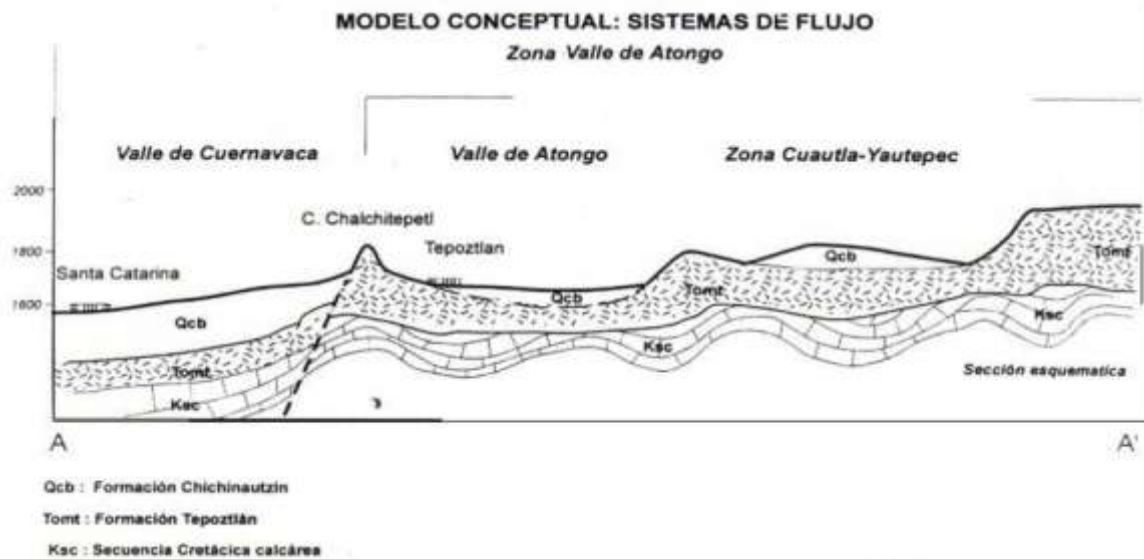 MODELO CONCEPTUAL: SISTEMAS DE FLUJO
Zona Valle de Atongo
Valle de Cuernavaca
Valle de Atongo
Zona Cuautla-Yautepec
2000
C. Chalchitepetl
1800
Tepoztlan
Qcb
Tomt
Santa Catarina
1600
Qcb
Tomt
Ksc
Qcb
Ksc
Tomt
Sección esquematica
Ksc
A
A'
Qcb : Formación Chichinautzin
Tomt : Formación Tepoztlán
Ksc : Secuencia Cretácica calcárea